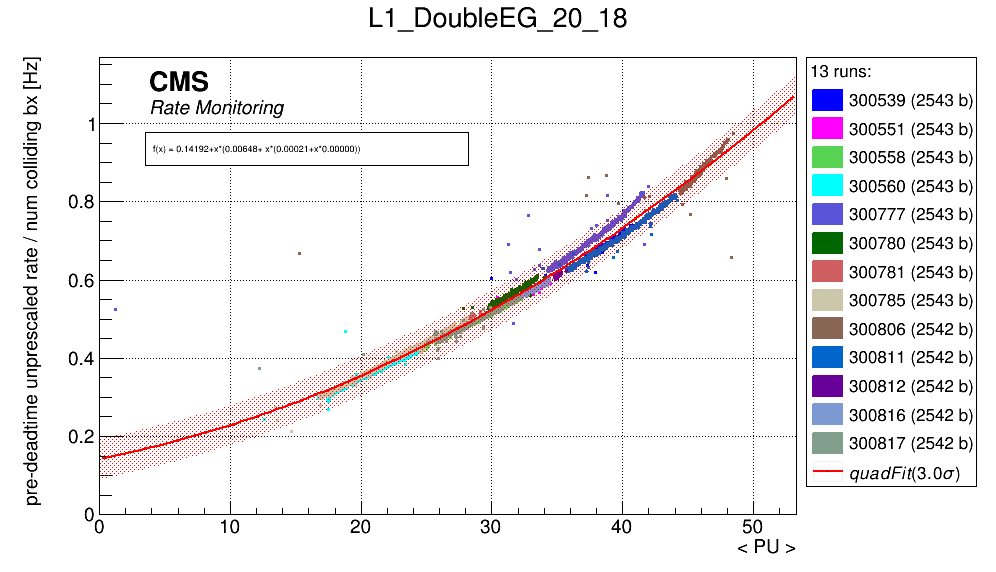 L1_DoubleEG_20_18
pre-deadtime unprescaled rate / num colliding bx [Hz]
CMS
Rate Monitoring
f(x) = 0.14192+x*(0.00648+ x*(0.00021+x*0.00000))
1
0.8
0.6
0.4
0.2
0
0 10 20 30 40 50
< PU >
13 runs:
300539 (2543 b)
300551 (2543 b)
300558 (2543 b)
300560 (2543 b)
300777 (2543 b)
300780 (2543 b)
300781 (2543 b)
300785 (2543 b)
300806 (2542 b)
300811 (2542 b)
300812 (2542 b)
300816 (2542 b)
300817 (2542 b)
quadFit(3.0σ)